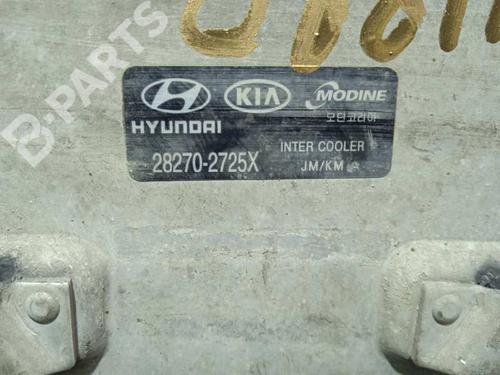 B-PARTS
KIA
MODINE
모딘코리아
HYUNDAI
INTER COOLER
28270-2725X
JM/KM